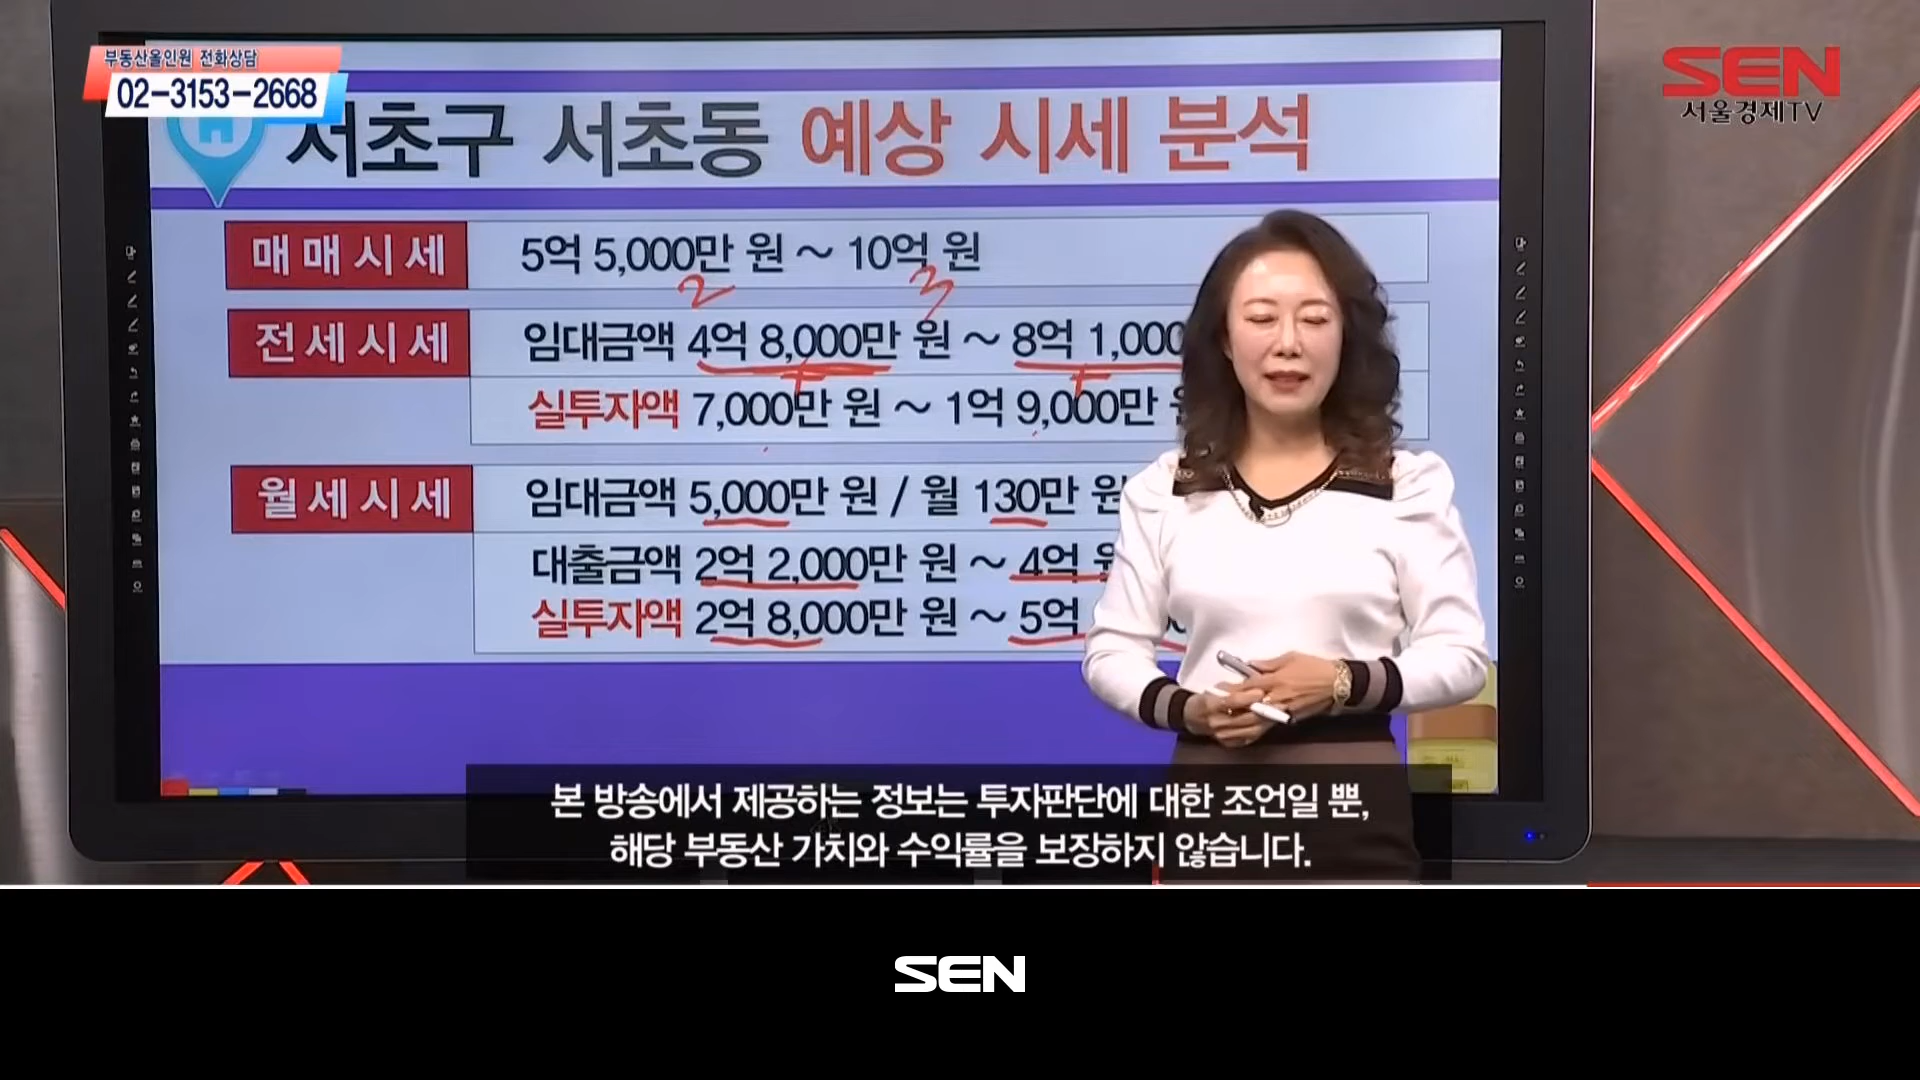 부동산올인원 전화상담
02-3153-2668
SEN
서울경제TV
서초구 서초동 예상 시세 분석
매매시세 5억 5,000만 원 ~ 10억 원
2 3
전세시세 임대금액 4억 8,000만 원 ~ 8억 1,000
실투자액 7,000만 원 ~ 1억 9,000만
월세시세 임대금액 5,000만 원 / 월 130만 원
대출금액 2억 2,000만 원 ~ 4억
실투자액 2억 8,000만 원 ~ 5억
본 방송에서 제공하는 정보는 투자판단에 대한 조언일 뿐,
해당 부동산 가치와 수익률을 보장하지 않습니다.
SEN